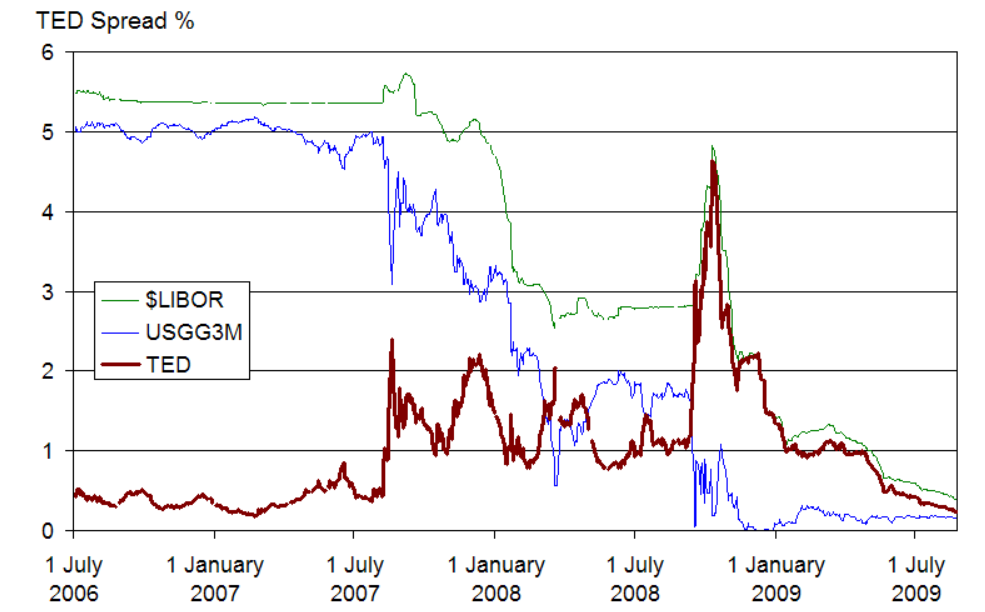 TED Spread %
6
5
4
3
2
1
0
$LIBOR
USGG3M
TED
1 July 1 January 1 July 1 January 1 July 1 January 1 July
2006 2007 2007 2008 2008 2009 2009